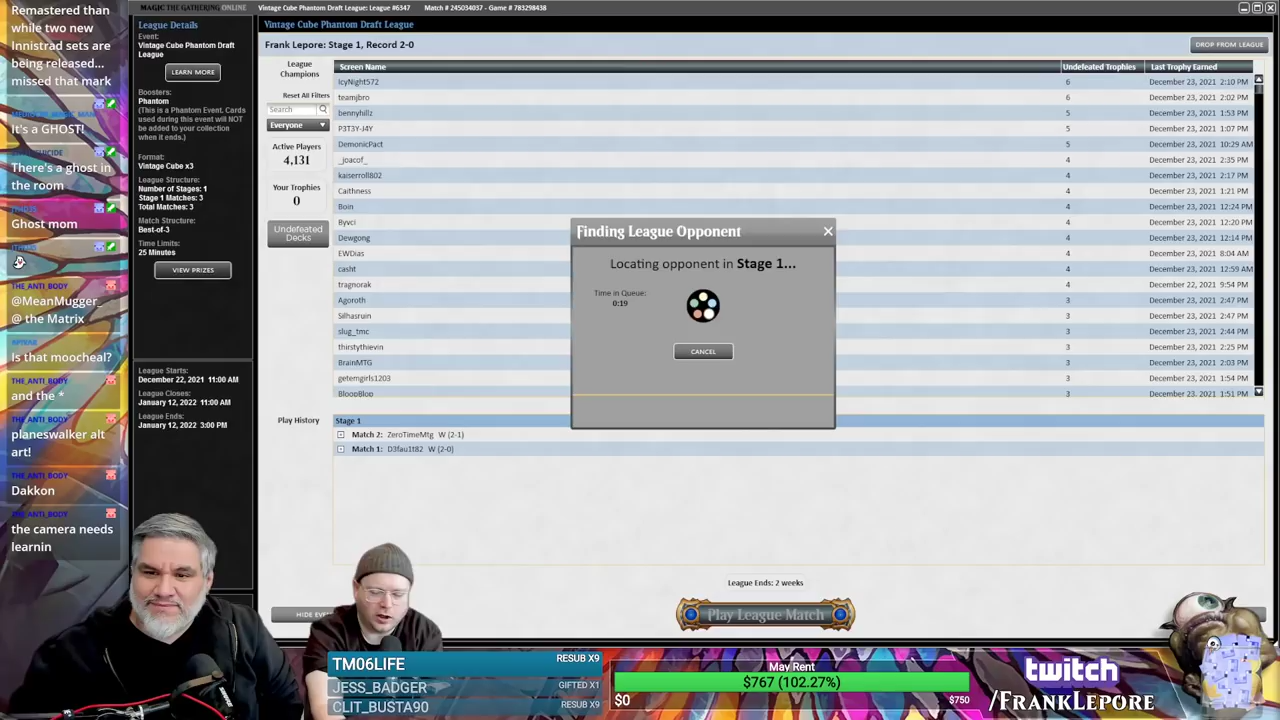 Remastered than
while two new
Innistrad sets are
being released...
missed that mark
It's a GHOST!
There's a ghost in
the room
Ghost mom
THE_ANTI_BODY
@MeanMugger_
@ the Matrix
Is that moocheal?
THE_ANTI_BODY
and the *
THE_ANTI_BODY
planeswalker alt
art!
THE_ANTI_BODY
Dakkon
THE_ANTI_BODY
the camera needs
learnin
MAGIC THE GATHERING ONLINE
Vintage Cube Phantom Draft League: League #6347 Match # 245034037 - Game # 783298438
League Details
Event:
Vintage Cube Phantom Draft
League
LEARN MORE
Boosters:
Phantom
(This is a Phantom Event. Cards
used during this event will NOT
be added to your collection
when it ends.)
Format:
Vintage Cube x3
League Structure:
Number of Stages: 1
Stage 1 Matches: 3
Total Matches: 3
Match Structure:
Best-of-3
Time Limits:
25 Minutes
VIEW PRIZES
League Starts:
December 22, 2021 11:00 AM
League Closes:
January 12, 2022 11:00 AM
League Ends:
January 12, 2022 3:00 PM
Vintage Cube Phantom Draft League
Frank Lepore: Stage 1, Record 2-0
DROP FROM LEAGUE
League
Champions
Reset All Filters
Search
Everyone
Active Players
4,131
Your Trophies
0
Undefeated
Decks
Screen Name Undefeated Trophies Last Trophy Earned
IcyNight572 6 December 23, 2021 2:10 PM
teamjbro 6 December 23, 2021 2:02 PM
bennyhillz 5 December 23, 2021 1:53 PM
P3T3Y-J4Y 5 December 23, 2021 1:07 PM
DemonicPact 5 December 23, 2021 10:29 AM
_joacof_ 4 December 23, 2021 2:35 PM
kaiserroll802 4 December 23, 2021 2:17 PM
Caithness 4 December 23, 2021 1:21 PM
Boin 4 December 23, 2021 12:24 PM
Byvci 4 December 23, 2021 12:20 PM
Dewgong 4 December 23, 2021 12:14 PM
EWDias 4 December 23, 2021 8:04 AM
casht 4 December 23, 2021 12:59 AM
tragnorak 4 December 22, 2021 9:54 PM
Agoroth 3 December 23, 2021 2:47 PM
Silhasruin 3 December 23, 2021 2:47 PM
slug_tmc 3 December 23, 2021 2:44 PM
thirstythievin 3 December 23, 2021 2:25 PM
BrainMTG 3 December 23, 2021 2:03 PM
getemgirls1203 3 December 23, 2021 1:54 PM
BloopBlop 3 December 23, 2021 1:51 PM
Finding League Opponent
Locating opponent in Stage 1...
Time in Queue:
0:19
CANCEL
Play History
Stage 1
Match 2: ZeroTimeMtg W (2-1)
Match 1: D3fau1t82 W (2-0)
League Ends: 2 weeks
HIDE EVE
Play League Match
TM06LIFE RESUB X9
JESS_BADGER GIFTED X1
CLIT_BUSTA90 RESUB X9
May Rent
$767 (102.27%)
$0 $750
twitch
/FRANKLEPORE